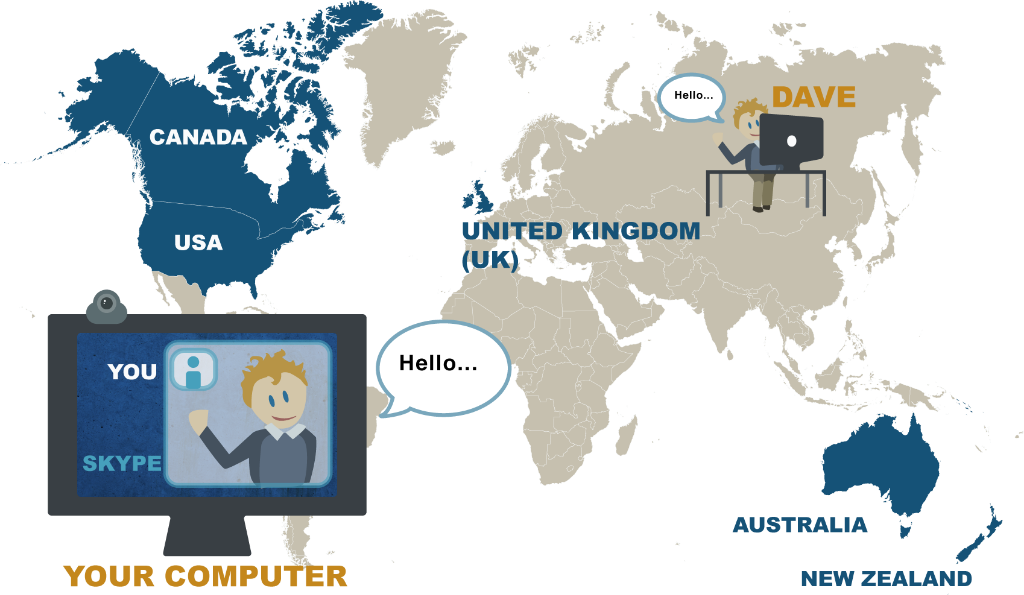 Hello...
DAVE
CANADA
UNITED KINGDOM
(UK)
USA
YOU
Hello...
SKYPE
AUSTRALIA
YOUR COMPUTER
NEW ZEALAND